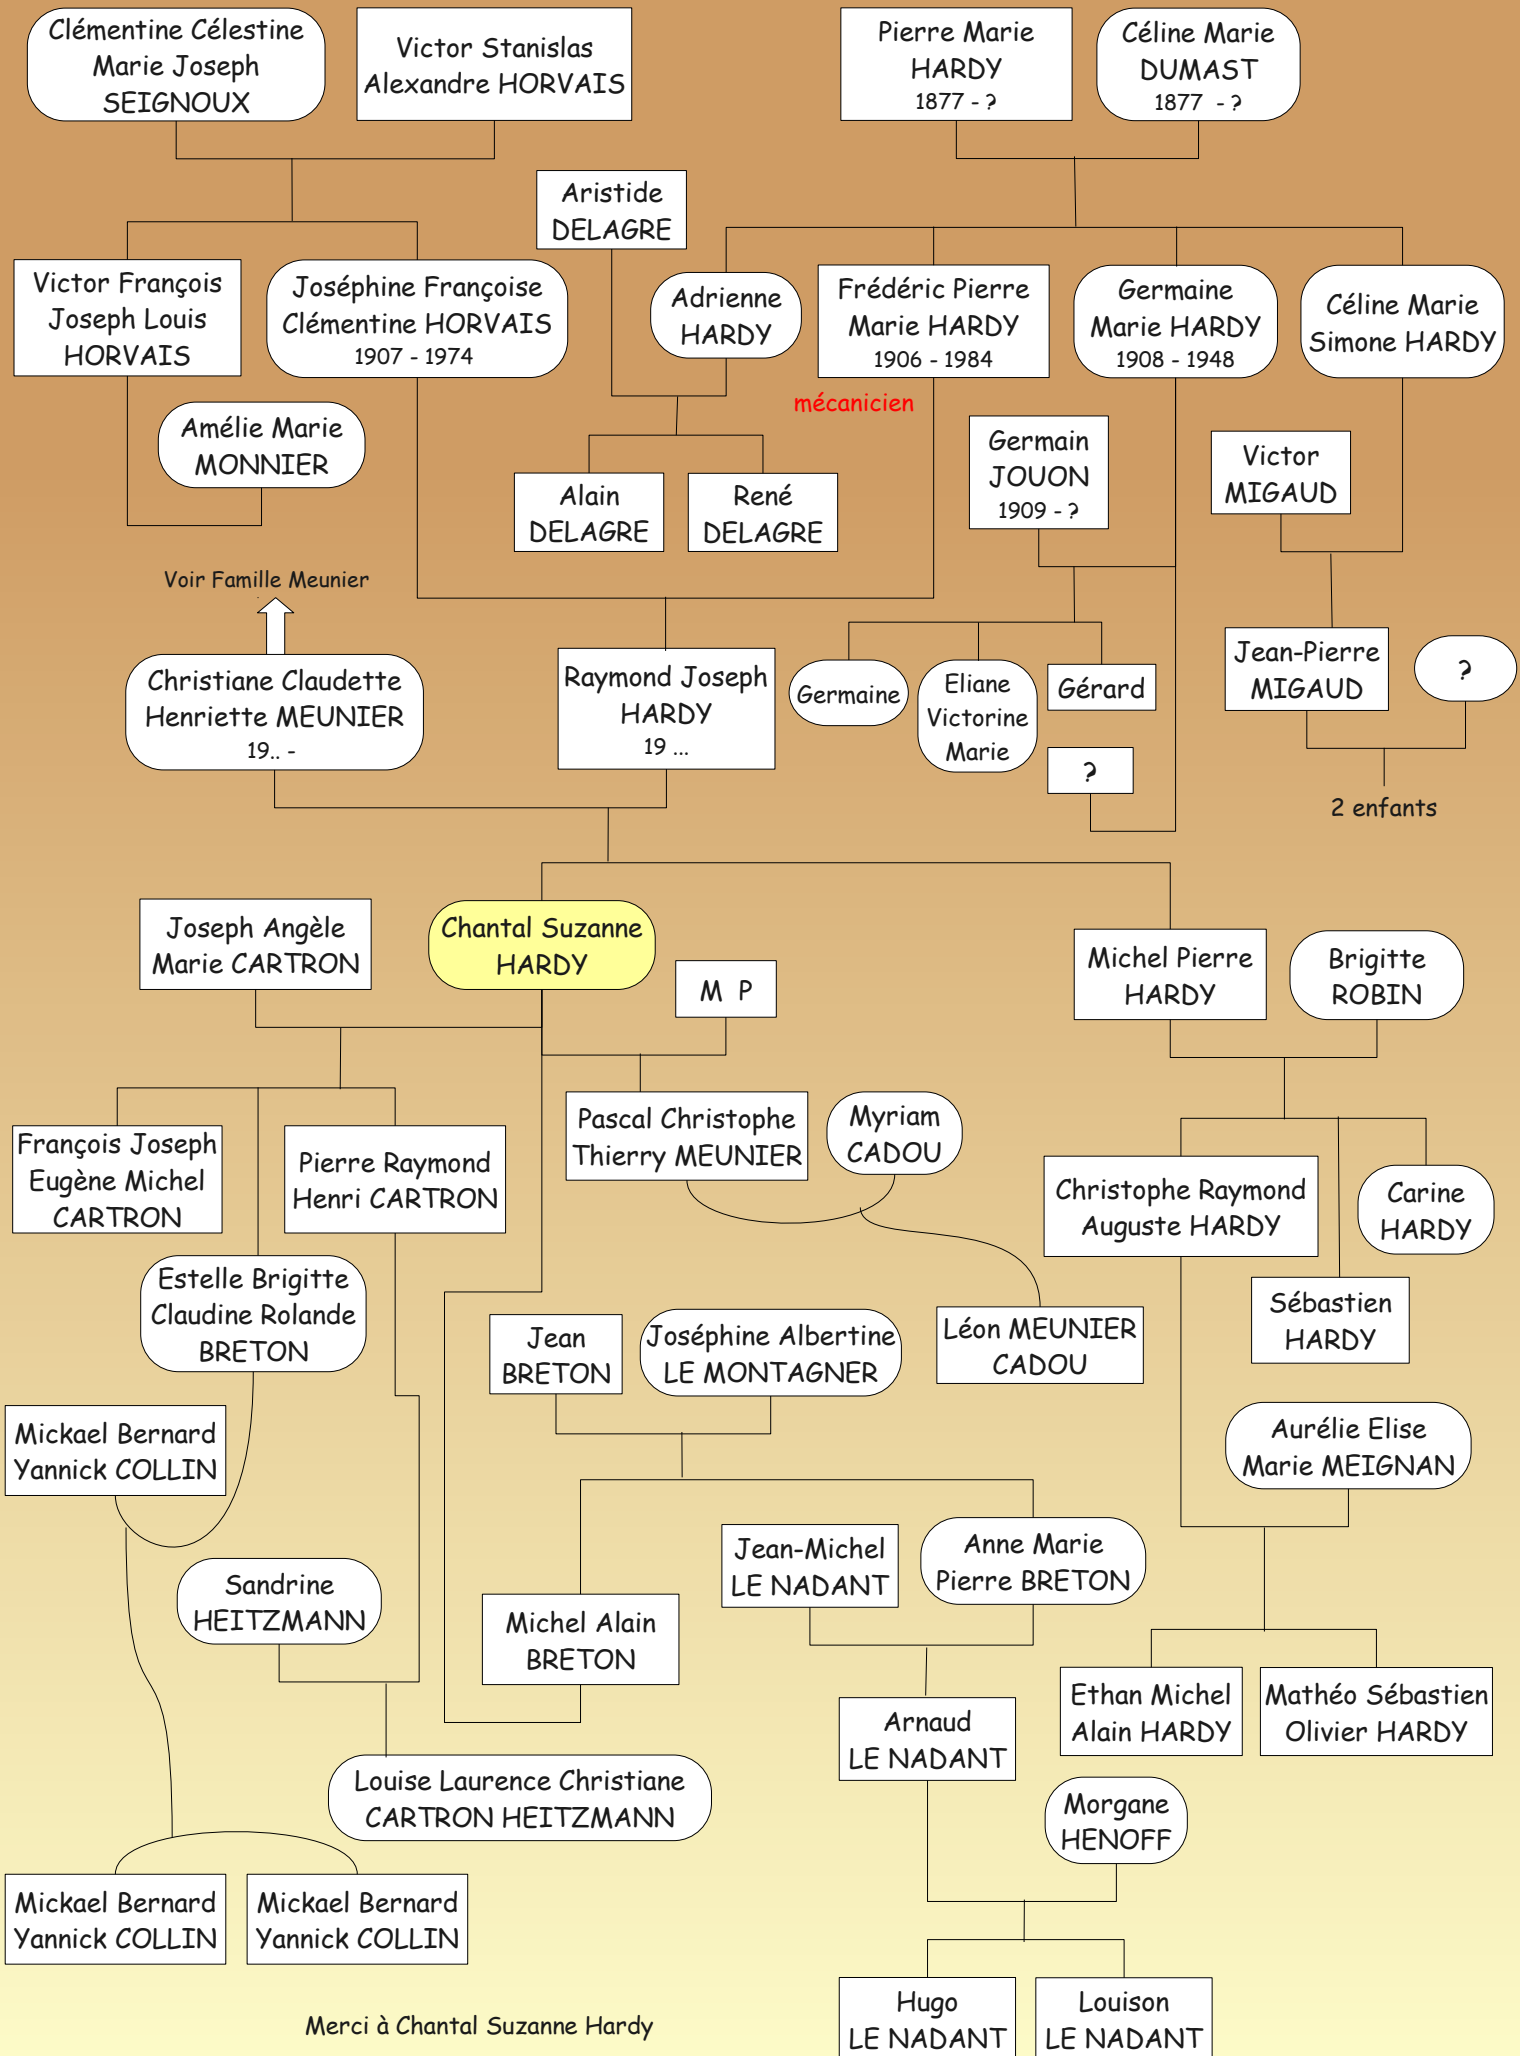 Clémentine Célestine
Marie Joseph
SEIGNOUX
Victor Stanislas
Alexandre HORVAIS
Pierre Marie
HARDY
1877 - ?
Céline Marie
DUMAST
1877 - ?
Aristide
DELAGRE
Victor François
Joseph Louis
HORVAIS
Joséphine Françoise
Clémentine HORVAIS
1907 - 1974
Adrienne
HARDY
Frédéric Pierre
Marie HARDY
1906 - 1984
mécanicien
Germaine
Marie HARDY
1908 - 1948
Céline Marie
Simone HARDY
Amélie Marie
MONNIER
Alain
DELAGRE
René
DELAGRE
Germain
JOUON
1909 - ?
Victor
MIGAUD
Voir Famille Meunier
Christiane Claudette
Henriette MEUNIER
19.. -
Raymond Joseph
HARDY
19 ...
Germaine
Eliane
Victorine
Marie
Gérard
?
Jean-Pierre
MIGAUD
?
2 enfants
Joseph Angèle
Marie CARTRON
Chantal Suzanne
HARDY
M P
Michel Pierre
HARDY
Brigitte
ROBIN
François Joseph
Eugène Michel
CARTRON
Pierre Raymond
Henri CARTRON
Pascal Christophe
Thierry MEUNIER
Myriam
CADOU
Christophe Raymond
Auguste HARDY
Carine
HARDY
Estelle Brigitte
Claudine Rolande
BRETON
Jean
BRETON
Joséphine Albertine
LE MONTAGNER
Léon MEUNIER
CADOU
Sébastien
HARDY
Mickael Bernard
Yannick COLLIN
Aurélie Elise
Marie MEIGNAN
Sandrine
HEITZMANN
Michel Alain
BRETON
Jean-Michel
LE NADANT
Anne Marie
Pierre BRETON
Arnaud
LE NADANT
Ethan Michel
Alain HARDY
Mathéo Sébastien
Olivier HARDY
Louise Laurence Christiane
CARTRON HEITZMANN
Morgane
HENOFF
Mickael Bernard
Yannick COLLIN
Mickael Bernard
Yannick COLLIN
Hugo
LE NADANT
Louison
LE NADANT
Merci à Chantal Suzanne Hardy